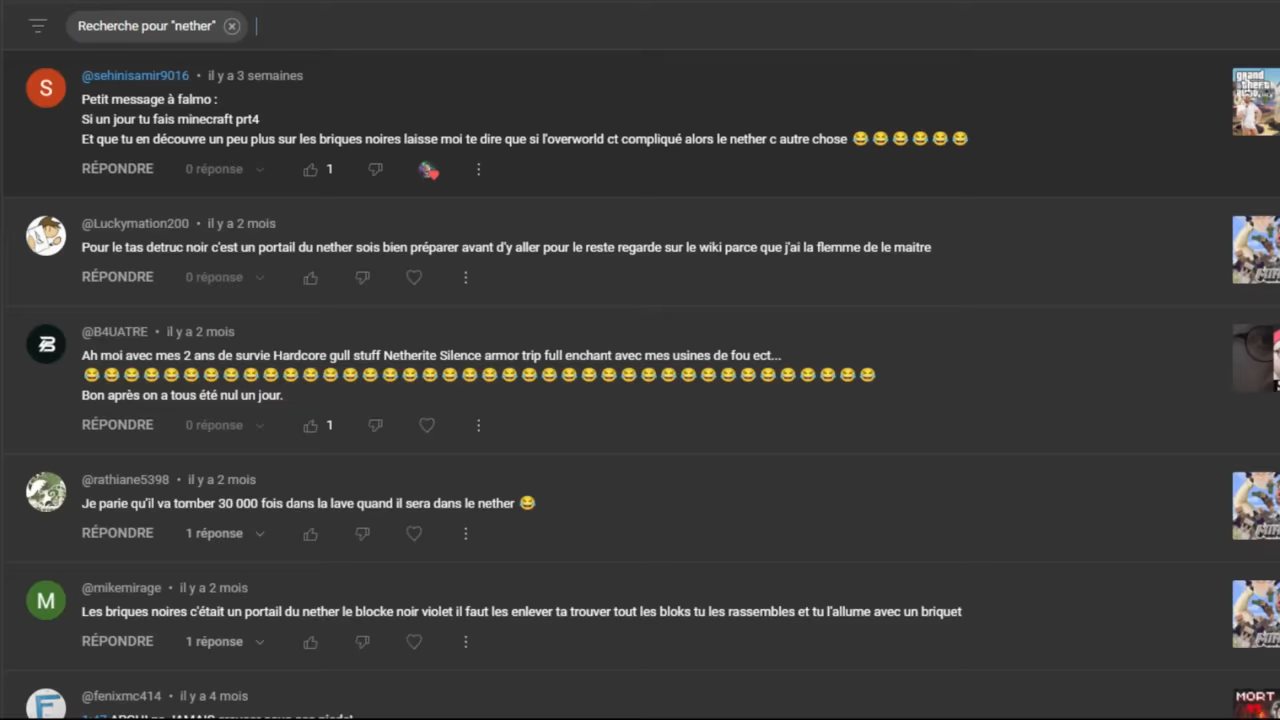 Recherche pour "nether"
@sehinisamir9016 • il y a 3 semaines
Petit message à falmo :
Si un jour tu fais minecraft prt4
Et que tu en découvre un peu plus sur les briques noires laisse moi te dire que si l'overworld ct compliqué alors le nether c autre chose 😂😂😂😂😂😂
RÉPONDRE 0 réponse 1
@Luckymation200 • il y a 2 mois
Pour le tas detruc noir c'est un portail du nether sois bien préparer avant d'y aller pour le reste regarde sur le wiki parce que j'ai la flemme de le maitre
RÉPONDRE 0 réponse
@B4UATRE • il y a 2 mois
Ah moi avec mes 2 ans de survie Hardcore gull stuff Netherite Silence armor trip full enchant avec mes usines de fou ect...
😂😂😂😂😂😂😂😂😂😂😂😂😂😂😂😂😂😂😂😂😂😂😂😂😂😂😂😂😂😂😂😂😂😂😂😂😂😂😂😂
Bon après on a tous été nul un jour.
RÉPONDRE 0 réponse 1
@rathiane5398 • il y a 2 mois
Je parie qu'il va tomber 30 000 fois dans la lave quand il sera dans le nether 😂
RÉPONDRE 1 réponse
@mikemirage • il y a 2 mois
Les briques noires c'était un portail du nether le blocke noir violet il faut les enlever ta trouver tout les bloks tu les rassembles et tu l'allume avec un briquet
RÉPONDRE 1 réponse
@fenixmc414 • il y a 4 mois
MORT